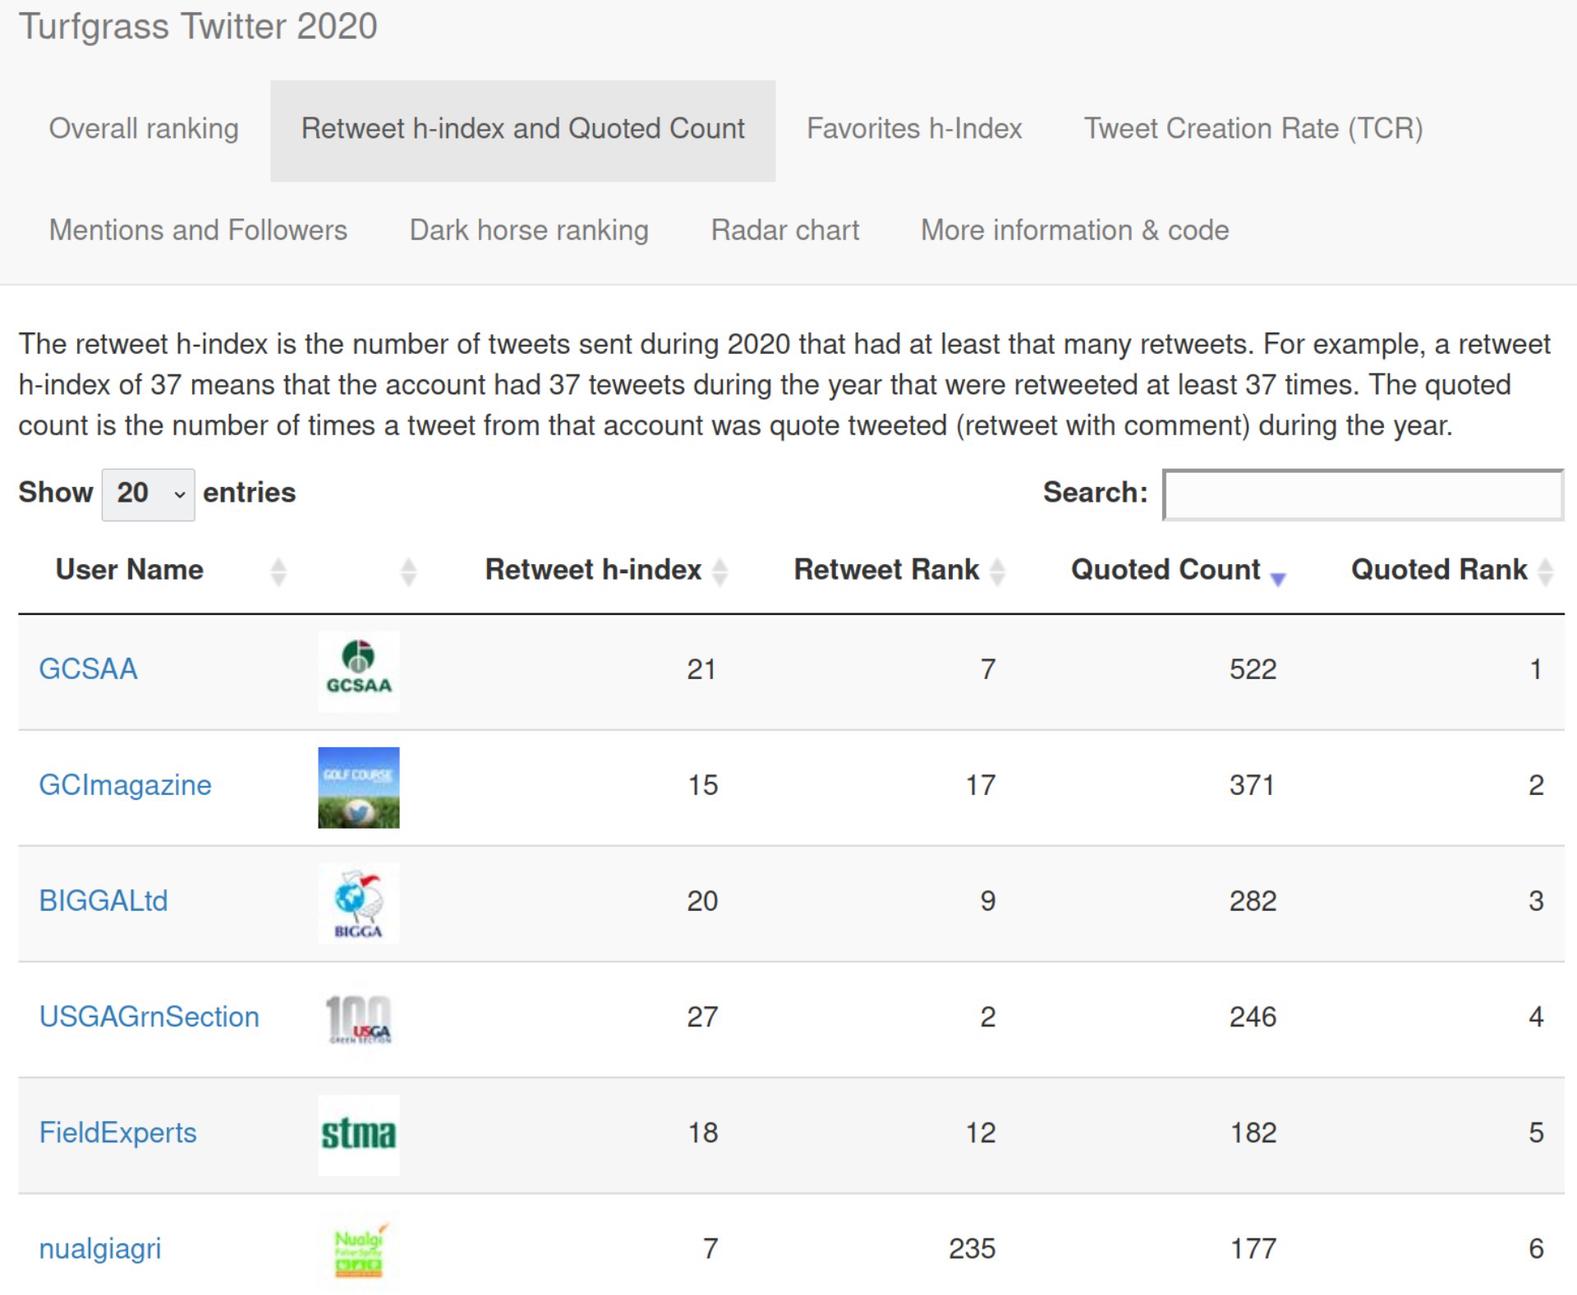 Turfgrass Twitter 2020
Overall ranking Retweet h-index and Quoted Count Favorites h-Index Tweet Creation Rate (TCR)
Mentions and Followers Dark horse ranking Radar chart More information & code
The retweet h-index is the number of tweets sent during 2020 that had at least that many retweets. For example, a retweet
h-index of 37 means that the account had 37 teweets during the year that were retweeted at least 37 times. The quoted
count is the number of times a tweet from that account was quote tweeted (retweet with comment) during the year.
Show 20 entries Search:
User Name Retweet h-index Retweet Rank Quoted Count Quoted Rank
GCSAA GCSAA 21 7 522 1
GCImagazine GOLF COURSE 15 17 371 2
BIGGALtd BIGGA 20 9 282 3
USGAGrnSection 100 USGA GREEN SECTION 27 2 246 4
FieldExperts stma 18 12 182 5
nualgiagri Nualgi 7 235 177 6